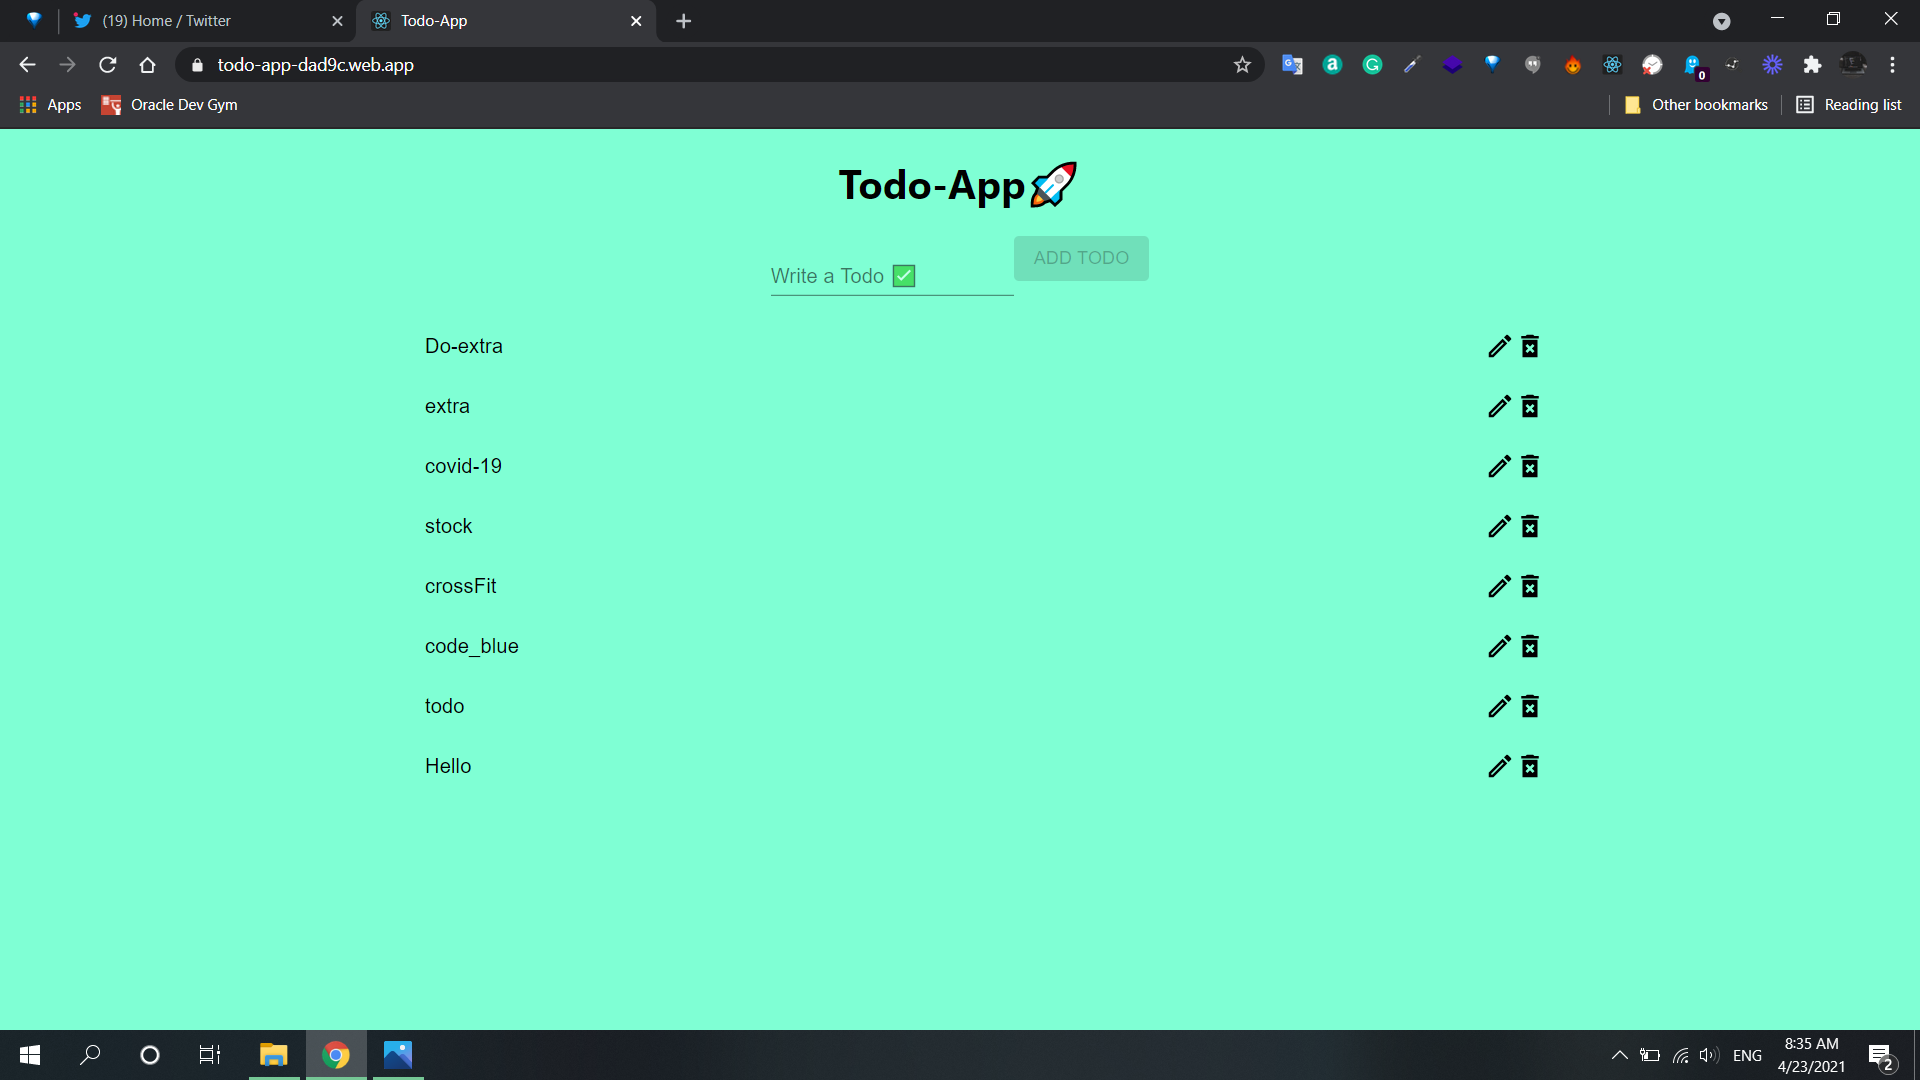 (19) Home / Twitter
Todo-App
todo-app-dad9c.web.app
0
Apps
Oracle Dev Gym
Other bookmarks
Reading list
Todo-App🚀
Write a Todo ✅
ADD TODO
Do-extra
extra
covid-19
stock
crossFit
code_blue
todo
Hello
ENG
8:35 AM
4/23/2021
2